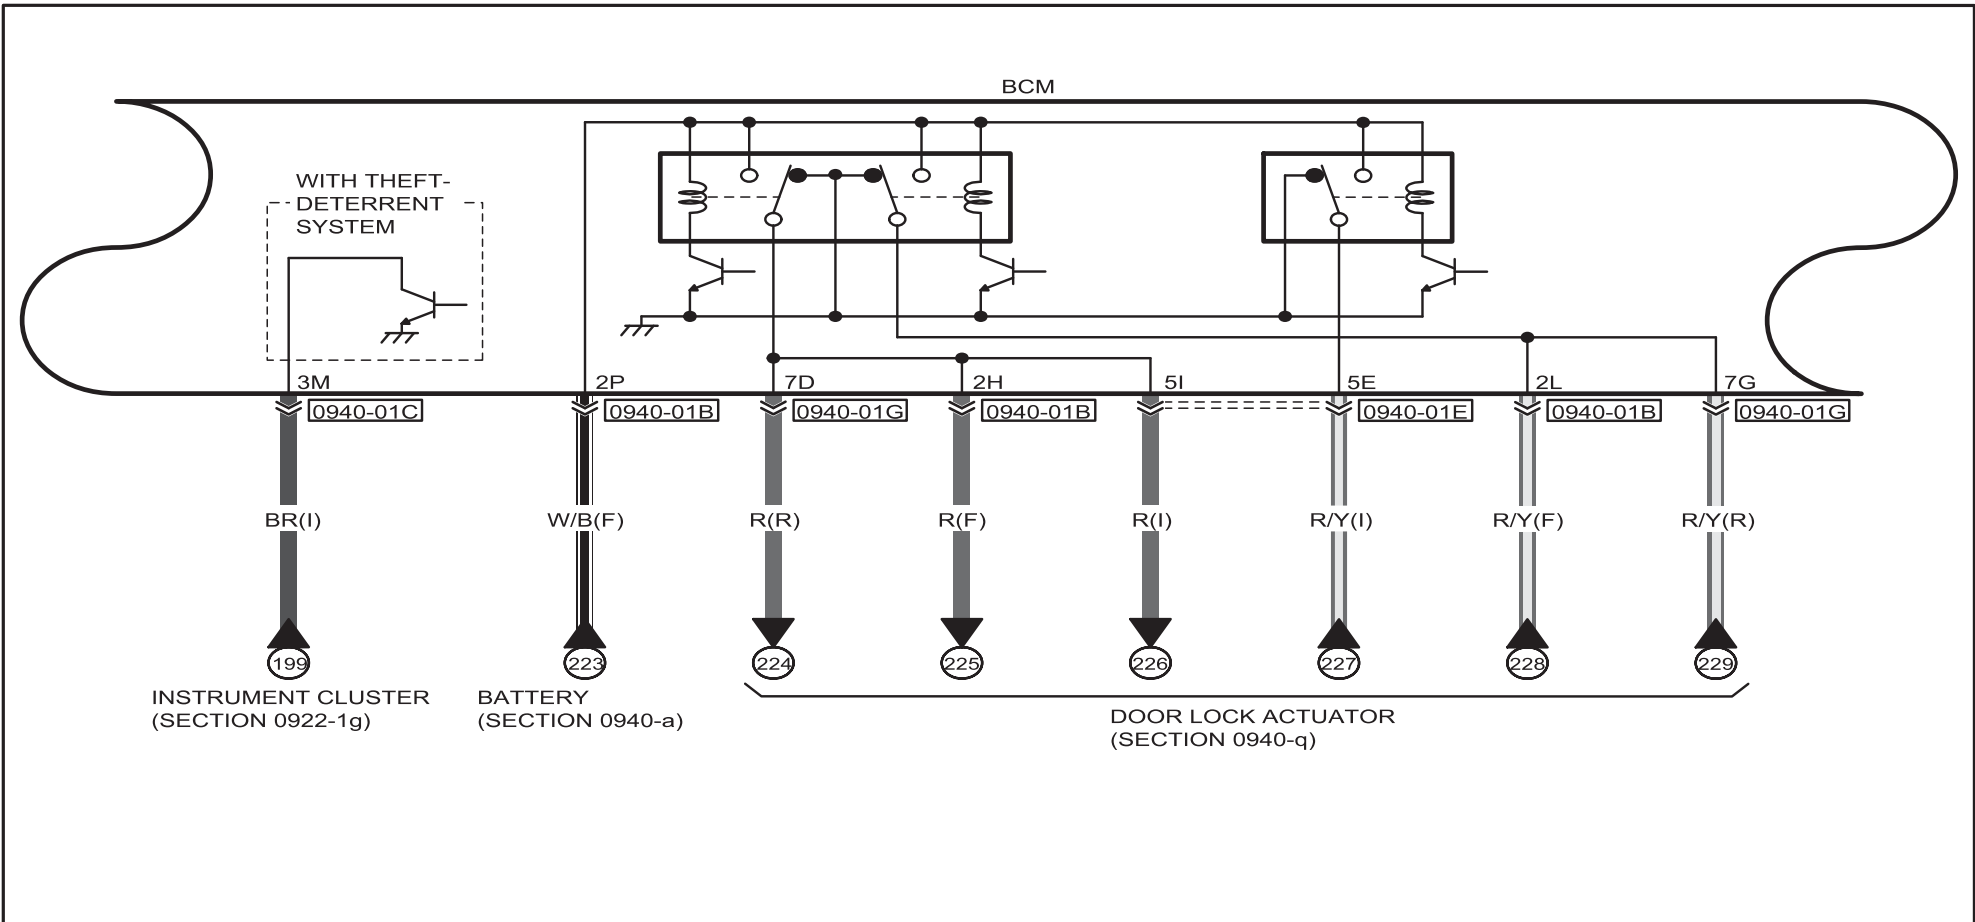 BCM
WITH THEFT-
DETERRENT
SYSTEM
3M 2P 7D 2H 5I 5E 2L 7G
0940-01C 0940-01B 0940-01G 0940-01B 0940-01E 0940-01B 0940-01G
BR(I) W/B(F) R(R) R(F) R(I) R/Y(I) R/Y(F) R/Y(R)
199 223 224 225 226 227 228 229
INSTRUMENT CLUSTER
(SECTION 0922-1g)
BATTERY
(SECTION 0940-a)
DOOR LOCK ACTUATOR
(SECTION 0940-q)